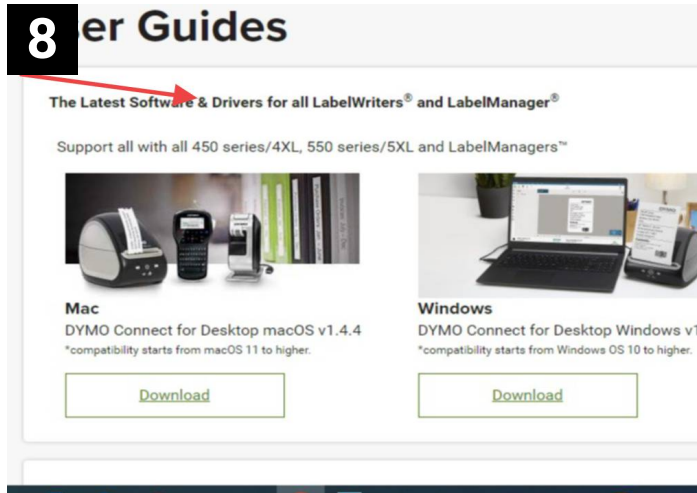 8
er Guides
The Latest Software & Drivers for all LabelWriters® and LabelManager®
Support all with all 450 series/4XL, 550 series/5XL and LabelManagers™
Mac
DYMO Connect for Desktop macOS v1.4.4
*compatibility starts from macOS 11 to higher.
Download
Windows
DYMO Connect for Desktop Windows v1
*compatibility starts from Windows OS 10 to higher.
Download